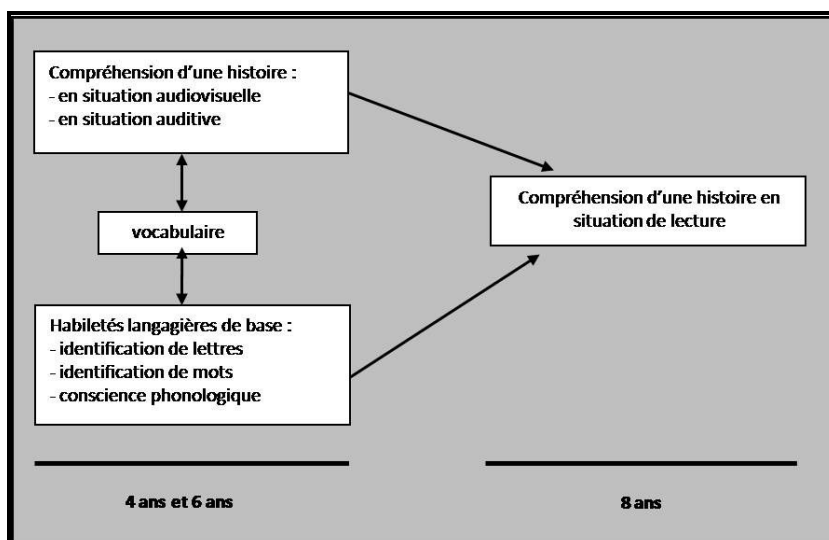 Compréhension d'une histoire :
- en situation audiovisuelle
- en situation auditive
vocabulaire
Habiletés langagières de base :
- identification de lettres
- identification de mots
- conscience phonologique
Compréhension d'une histoire en
situation de lecture
4 ans et 6 ans
8 ans